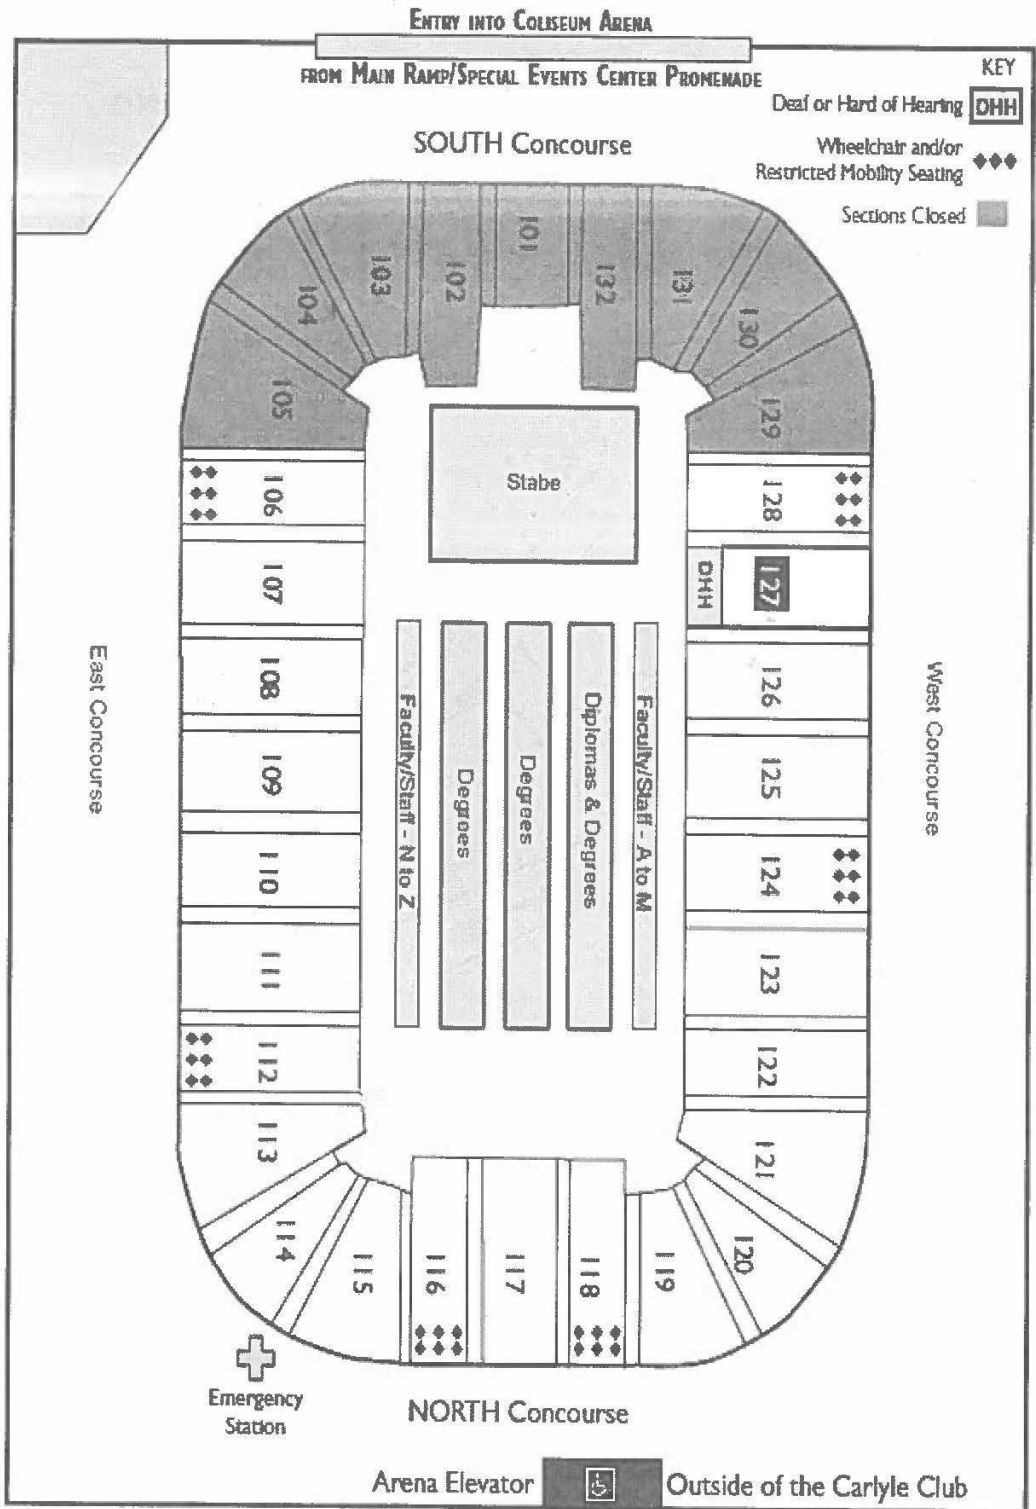 ENTRY INTO COLISEUM ARENA
FROM MAIN RAMP/SPECIAL EVENTS CENTER PROMENADE
KEY
Deaf or Hard of Hearing DHH
Wheelchair and/or
Restricted Mobility Seating
Sections Closed
SOUTH Concourse
101
102
103
104
105
132
131
130
129
Stabe
106
107
108
109
110
111
112
113
114
115
116
117
118
119
120
121
122
123
124
125
126
127
DHH
128
East Concourse
West Concourse
Faculty/Staff - N to Z
Degrees
Degrees
Diplomas & Degrees
Faculty/Staff - A to M
Emergency
Station
NORTH Concourse
Arena Elevator
Outside of the Carlyle Club